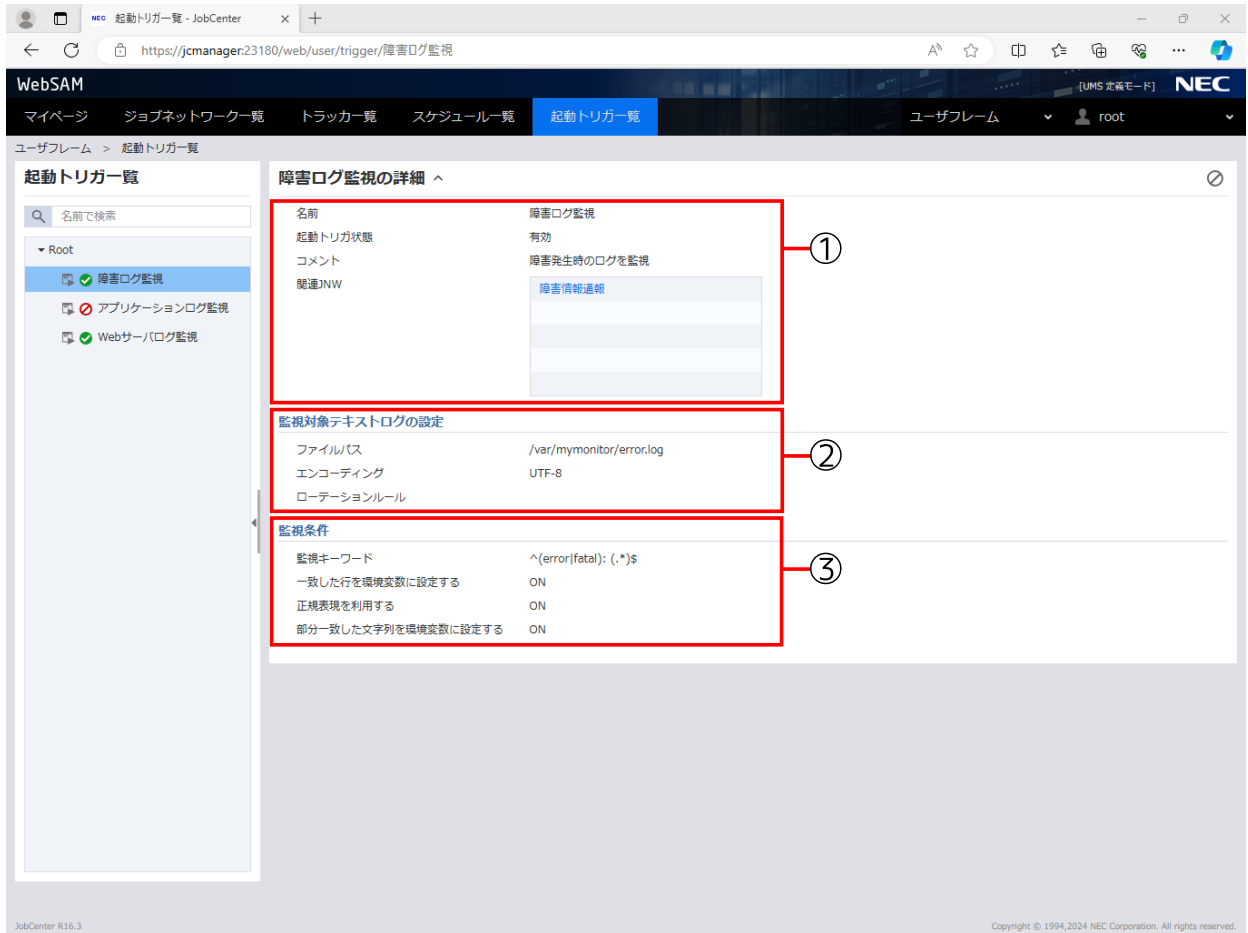 NEC 起動トリガ一覧 - JobCenter
https://jcmanager:23180/web/user/trigger/障害ログ監視
WebSAM
[UMS 定義モード] NEC
マイページ ジョブネットワーク一覧 トラッカ一覧 スケジュール一覧 起動トリガ一覧 ユーザフレーム root
ユーザフレーム > 起動トリガ一覧
起動トリガ一覧
名前で検索
Root
障害ログ監視
アプリケーションログ監視
Webサーバログ監視
障害ログ監視の詳細
名前 障害ログ監視
起動トリガ状態 有効
コメント 障害発生時のログを監視
関連JNW 障害情報通報
①
監視対象テキストログの設定
ファイルパス /var/mymonitor/error.log
エンコーディング UTF-8
ローテーションルール
②
監視条件
監視キーワード ^(error|fatal): (.*)$
一致した行を環境変数に設定する ON
正規表現を利用する ON
部分一致した文字列を環境変数に設定する ON
③
JobCenter R16.3
Copyright © 1994,2024 NEC Corporation. All rights reserved.